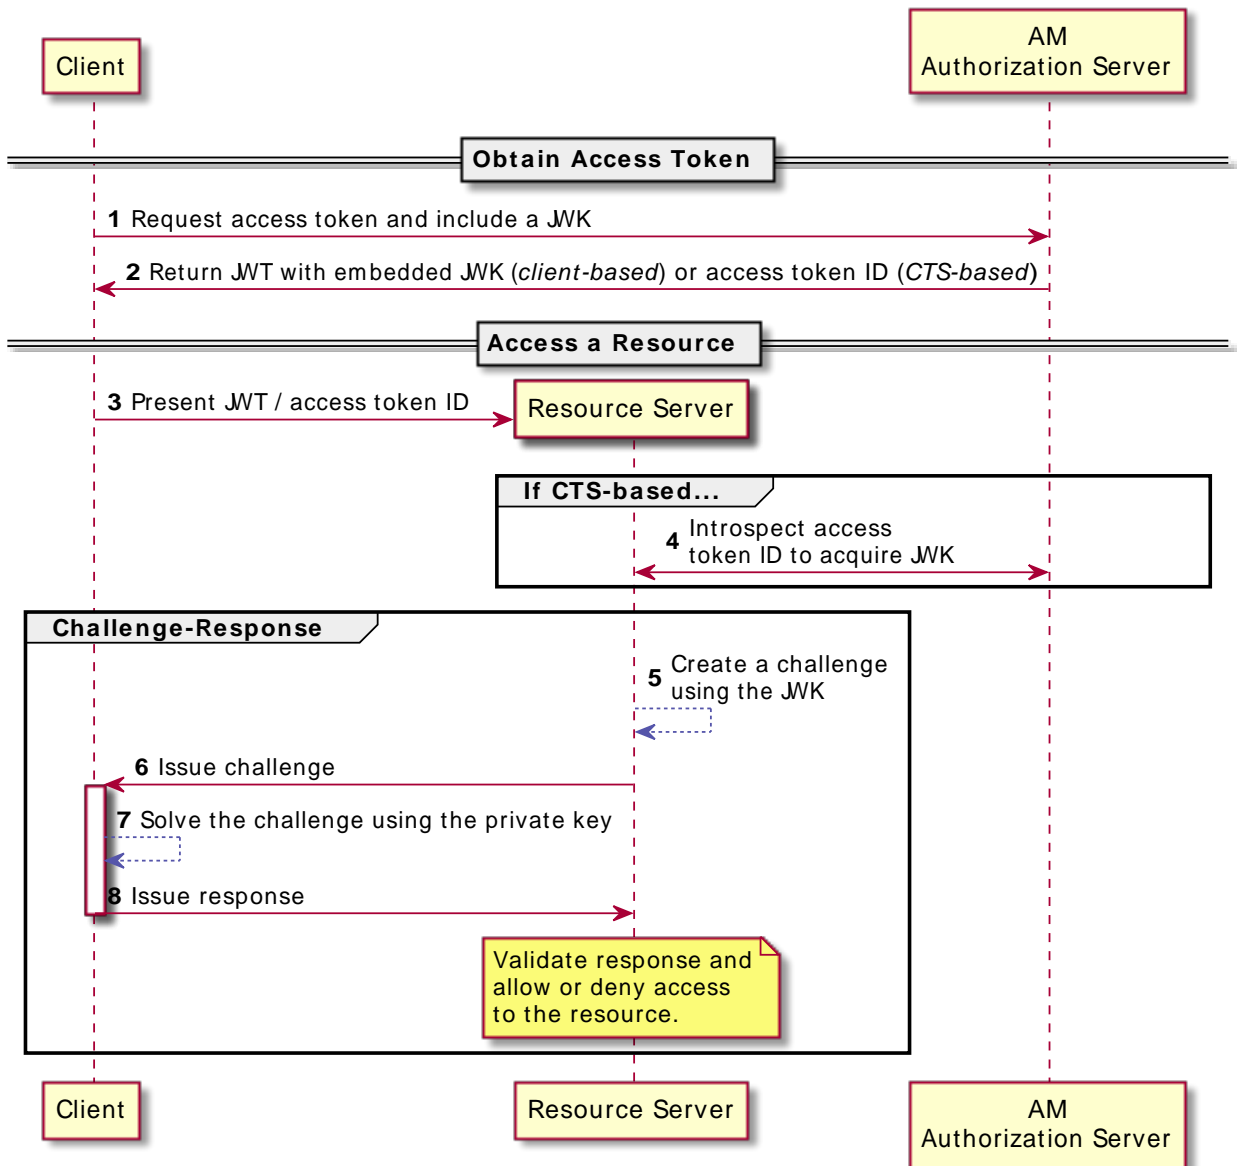 Client
AM
Authorization Server
Obtain Access Token
1 Request access token and include a JWK
2 Return JWT with embedded JWK (client-based) or access token ID (CTS-based)
Access a Resource
3 Present JWT / access token ID
Resource Server
If CTS-based...
4 Introspect access
token ID to acquire JWK
Challenge-Response
5 Create a challenge
using the JWK
6 Issue challenge
7 Solve the challenge using the private key
8 Issue response
Validate response and
allow or deny access
to the resource.
Client
Resource Server
AM
Authorization Server